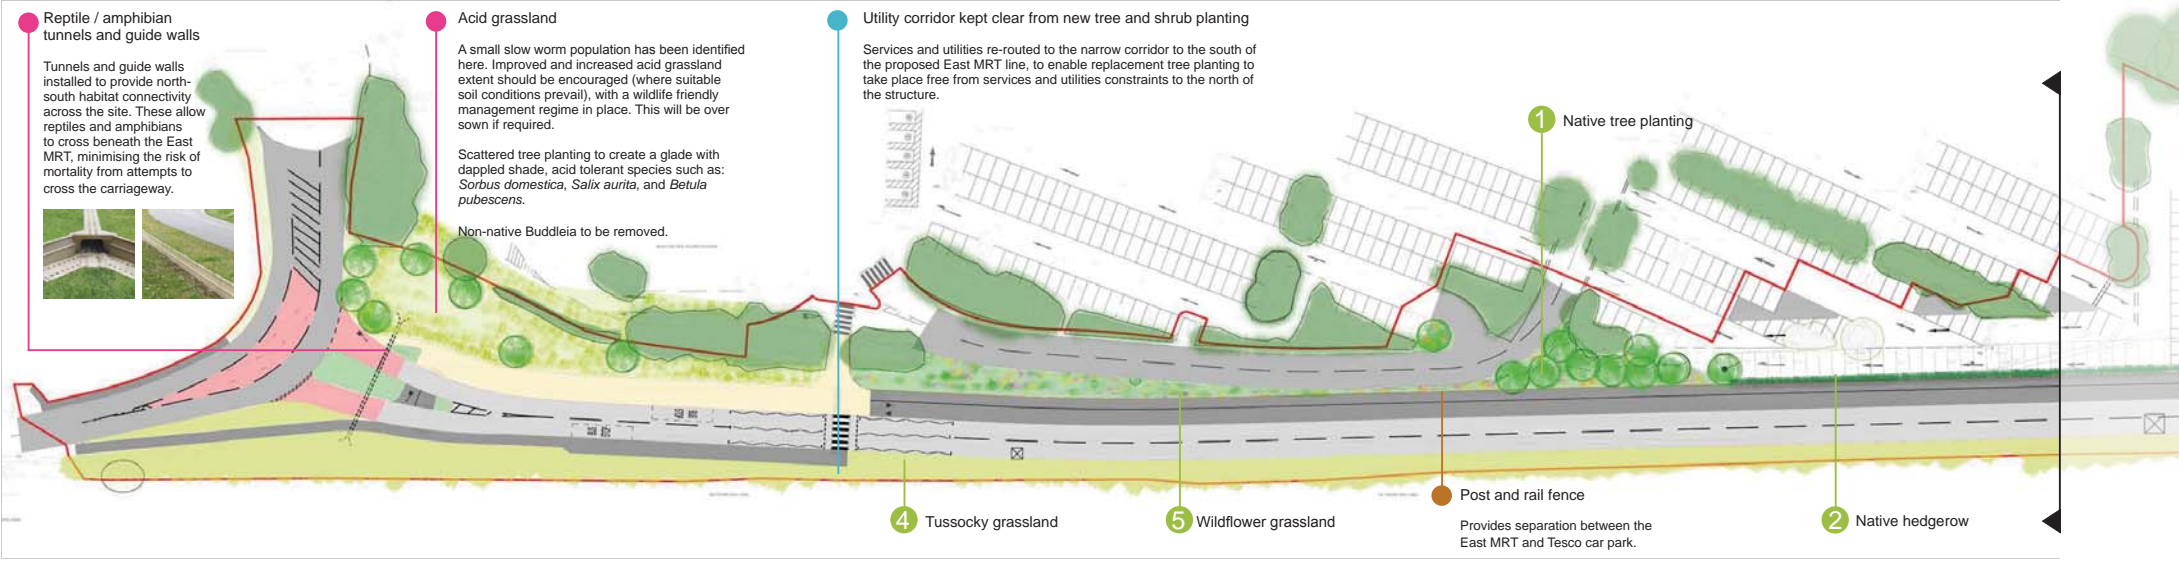 Reptile / amphibian
tunnels and guide walls
Tunnels and guide walls
installed to provide north-
south habitat connectivity
across the site. These allow
reptiles and amphibians
to cross beneath the East
MRT, minimising the risk of
mortality from attempts to
cross the carriageway.
Acid grassland
A small slow worm population has been identified
here. Improved and increased acid grassland
extent should be encouraged (where suitable
soil conditions prevail), with a wildlife friendly
management regime in place. This will be over
sown if required.
Scattered tree planting to create a glade with
dappled shade, acid tolerant species such as:
Sorbus domestica, Salix aurita, and Betula
pubescens.
Non-native Buddleia to be removed.
Utility corridor kept clear from new tree and shrub planting
Services and utilities re-routed to the narrow corridor to the south of
the proposed East MRT line, to enable replacement tree planting to
take place free from services and utilities constraints to the north of
the structure.
1 Native tree planting
BUS
STOP
BUS
STOP
4 Tussocky grassland
5 Wildflower grassland
Post and rail fence
Provides separation between the
East MRT and Tesco car park.
2 Native hedgerow